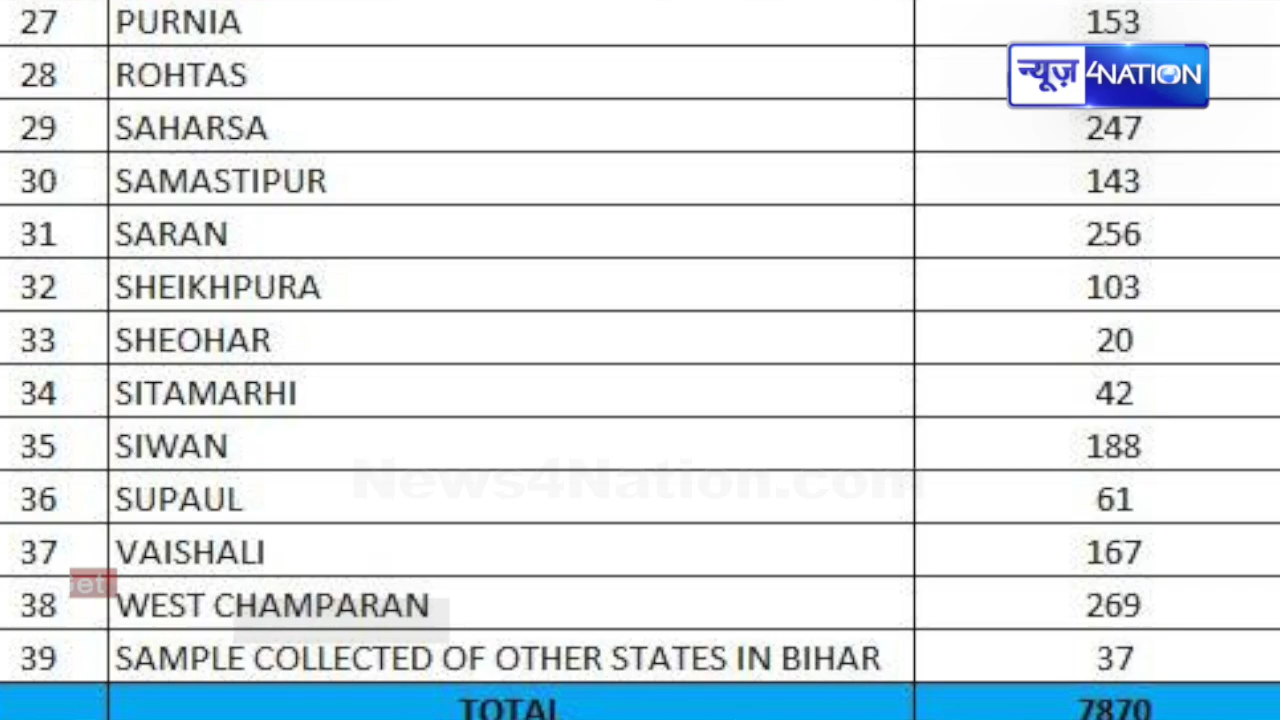 27 PURNIA 153
28 ROHTAS
न्यूज़ 4NATION
29 SAHARSA 247
30 SAMASTIPUR 143
31 SARAN 256
32 SHEIKHPURA 103
33 SHEOHAR 20
34 SITAMARHI 42
35 SIWAN 188
News4Nation.com
36 SUPAUL 61
37 VAISHALI 167
38 WEST CHAMPARAN 269
39 SAMPLE COLLECTED OF OTHER STATES IN BIHAR 37
TOTAL 7870